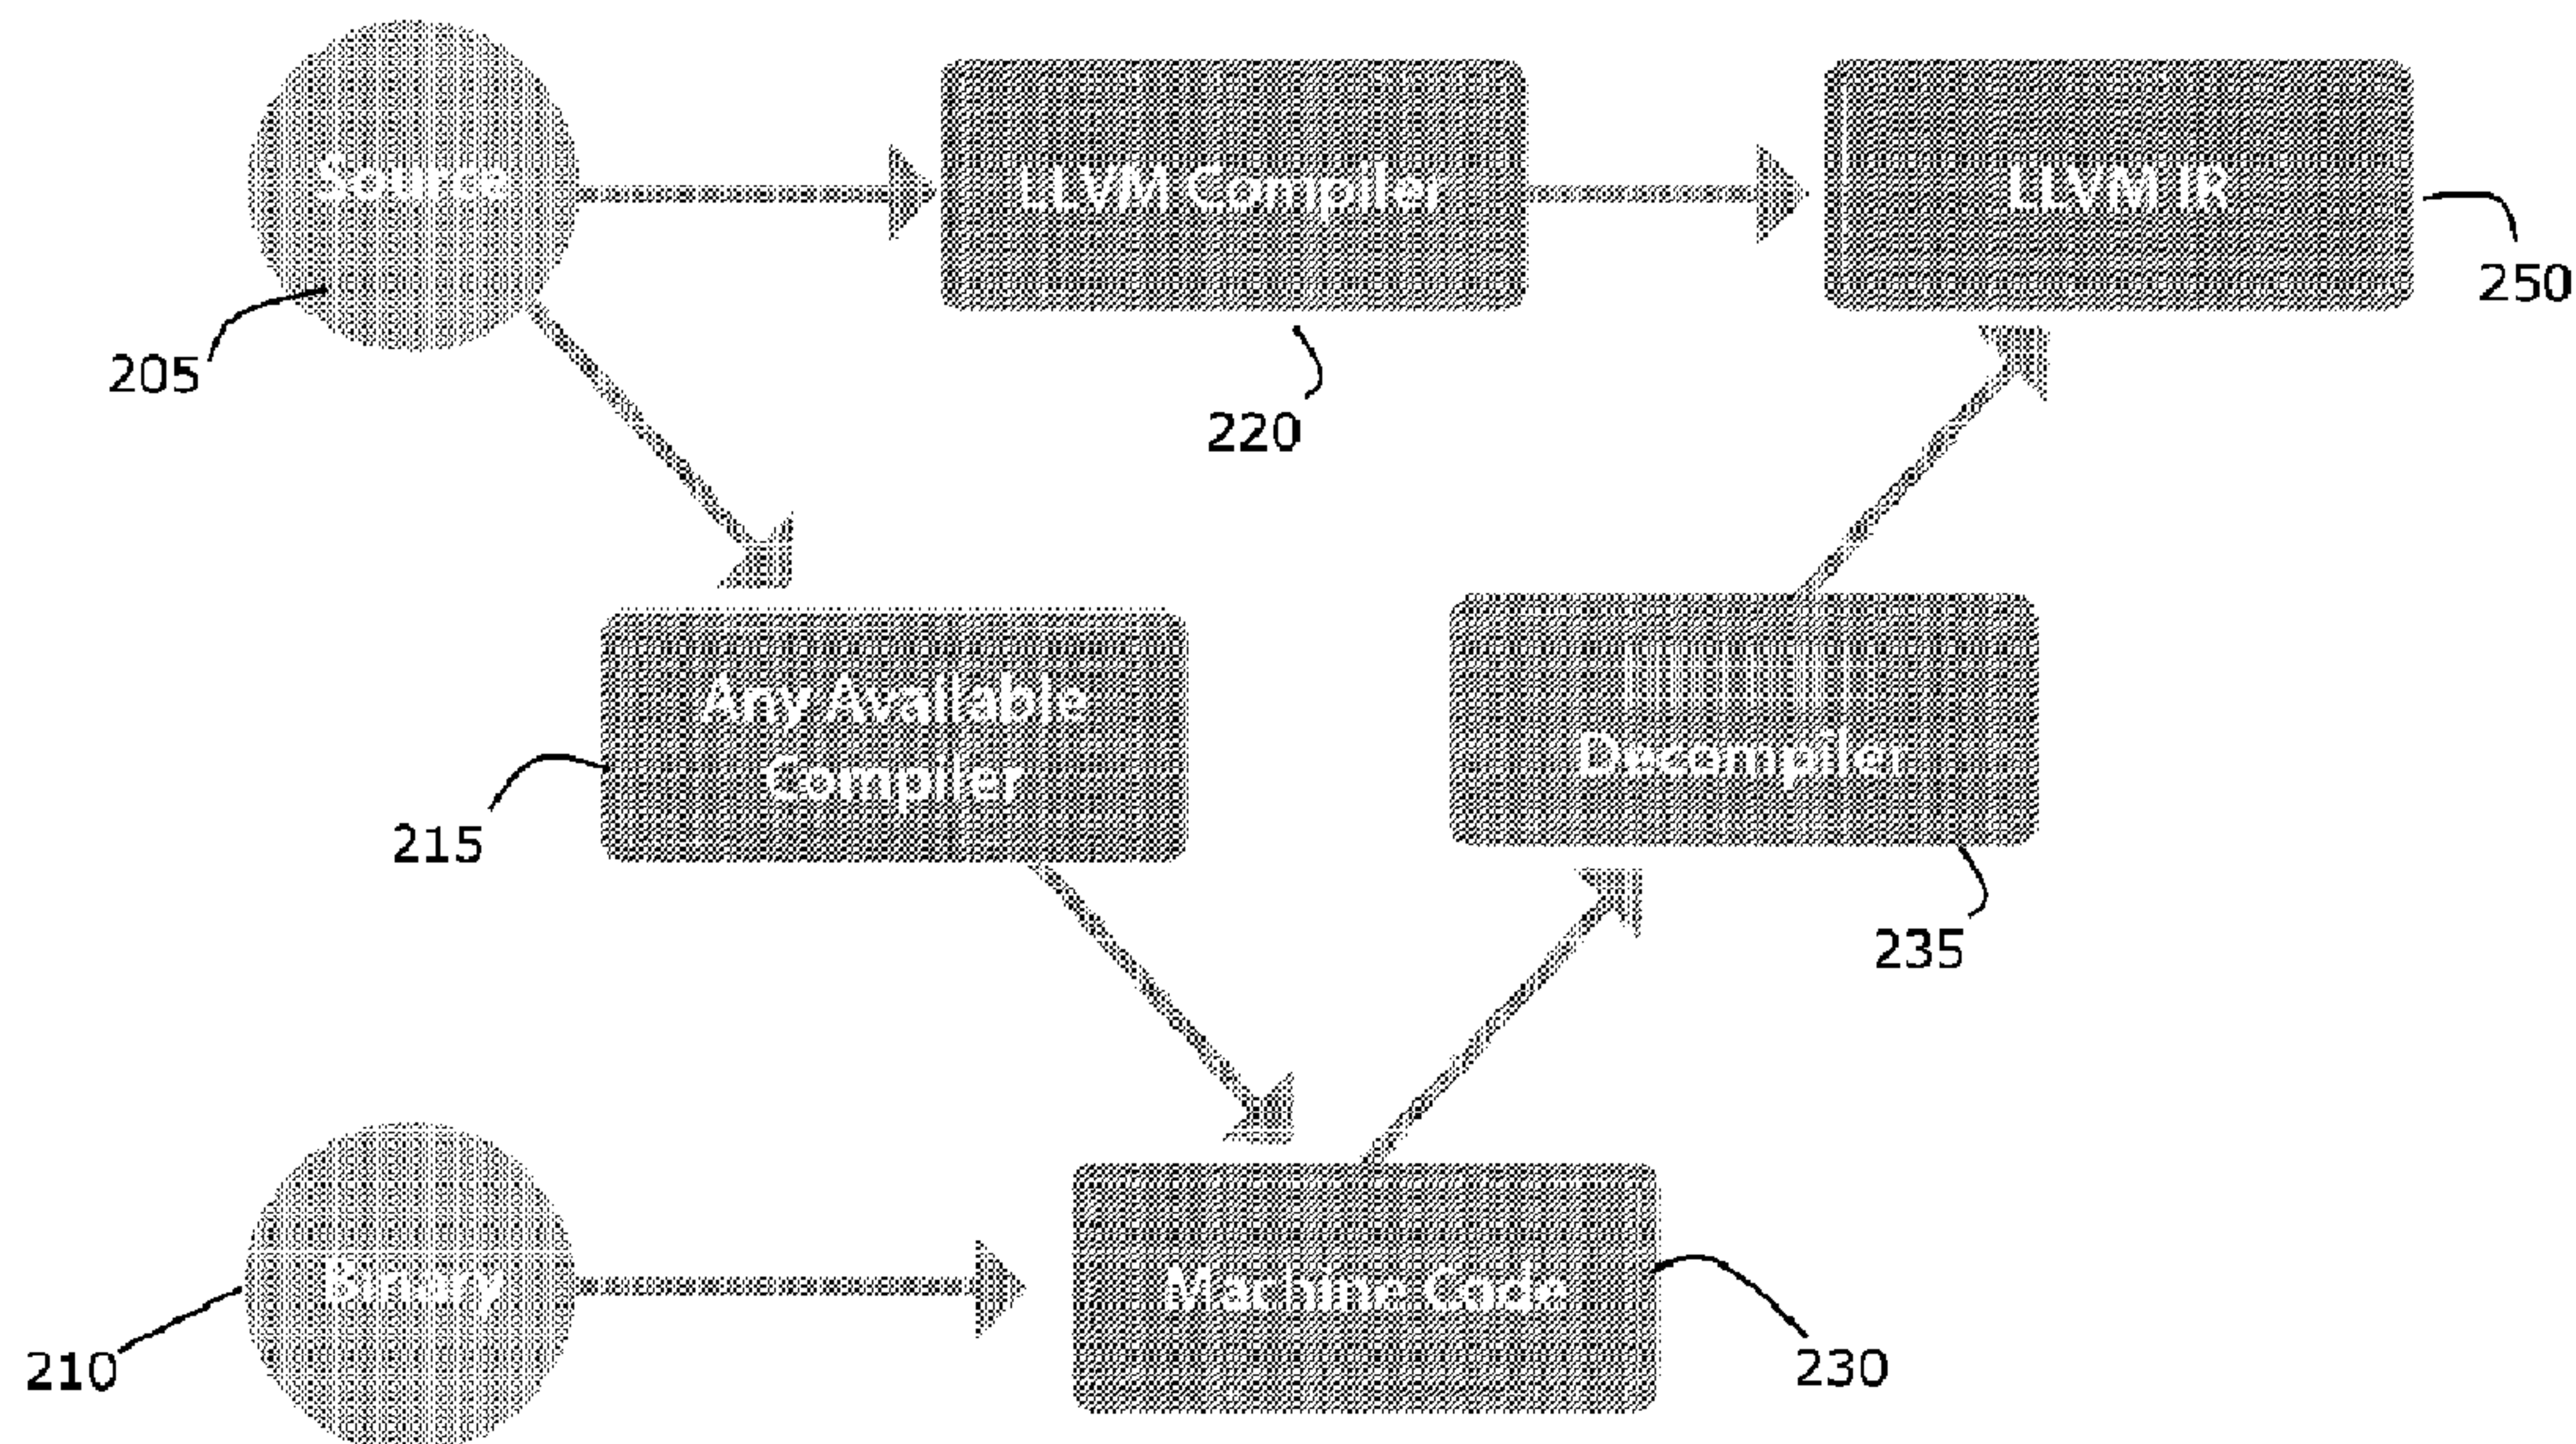 Source
LLVM Compiler
LLVM IR
250
205
220
Any Available
Compiler
Decompiler
215
235
Binary
Machine Code
210
230